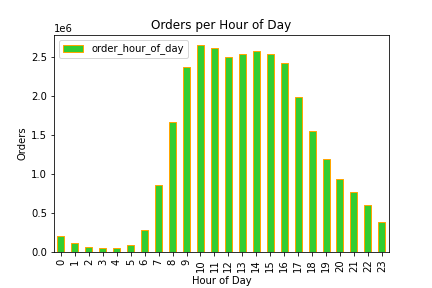 Orders per Hour of Day
1e6
order_hour_of_day
2.5
2.0
1.5
1.0
0.5
0.0
Orders
0 1 2 3 4 5 6 7 8 9 10 11 12 13 14 15 16 17 18 19 20 21 22 23
Hour of Day